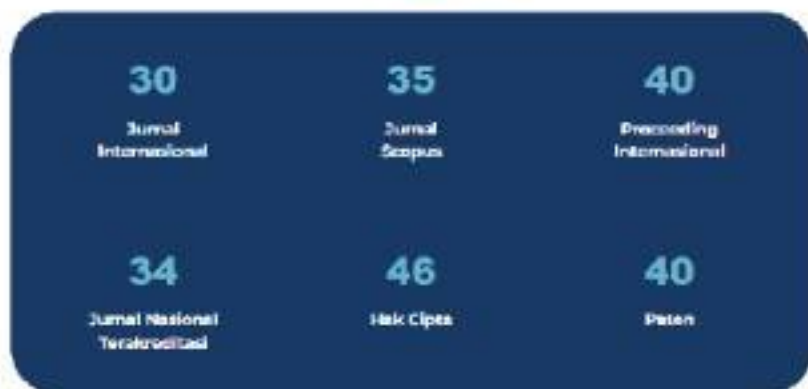 30
Jurnal
Internasional
35
Jurnal
Scopus
40
Proceeding
Internasional
34
Jurnal Nasional
Terakreditasi
46
Hak Cipta
40
Paten